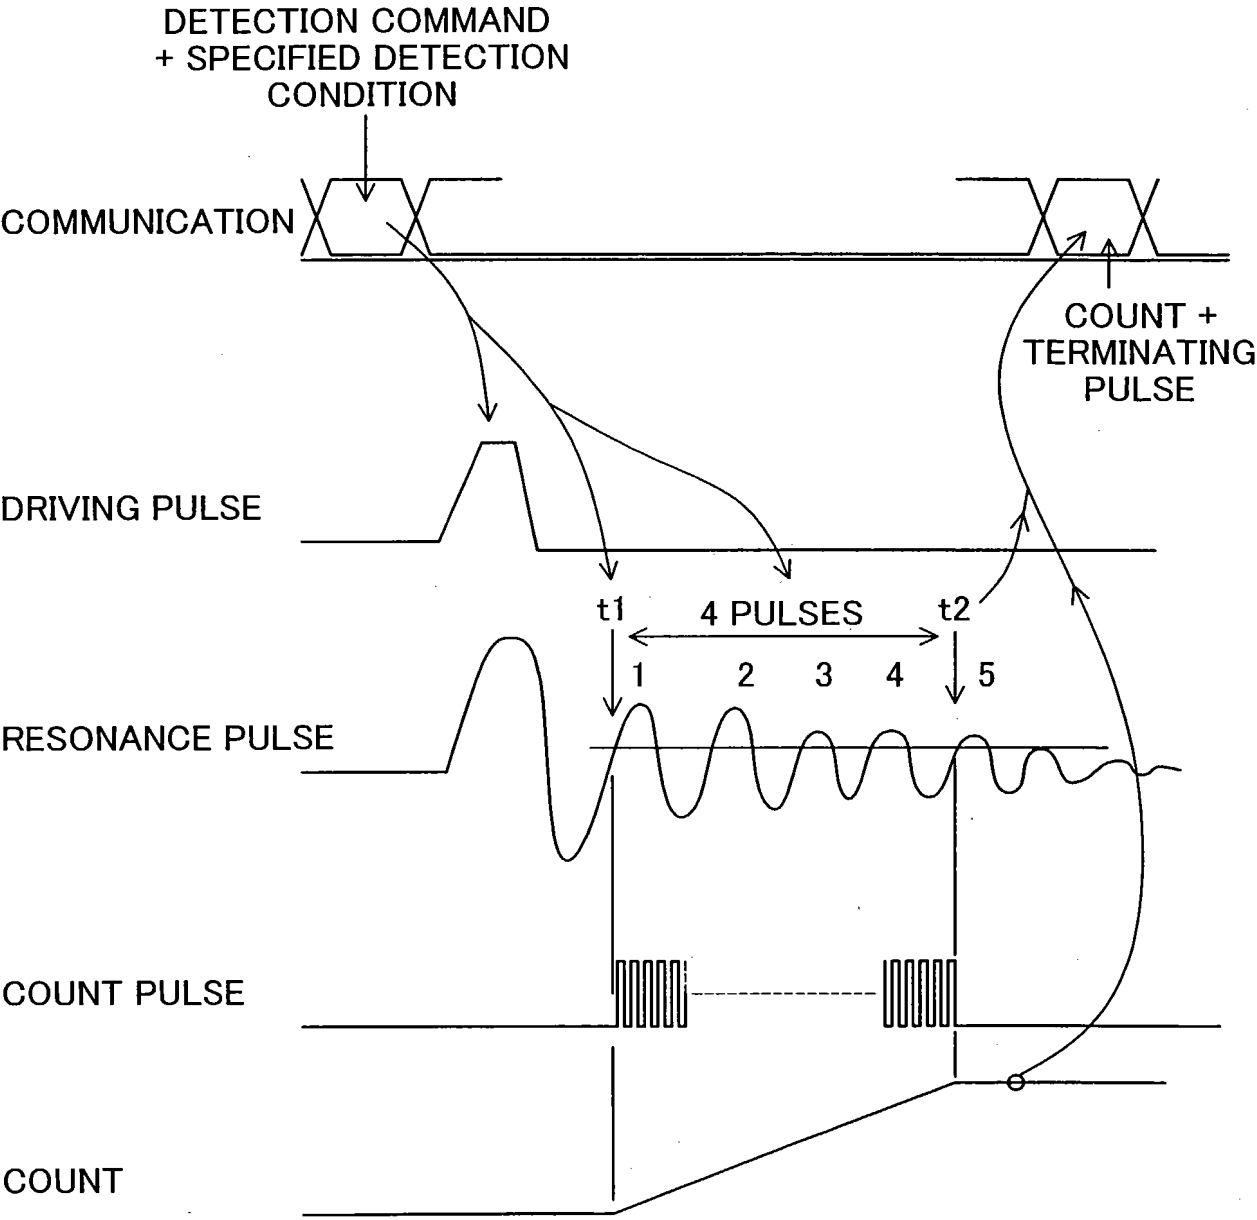 DETECTION COMMAND
+ SPECIFIED DETECTION
CONDITION
COMMUNICATION
COUNT +
TERMINATING
PULSE
DRIVING PULSE
t1
4 PULSES
t2
1
2
3
4
5
RESONANCE PULSE
COUNT PULSE
COUNT